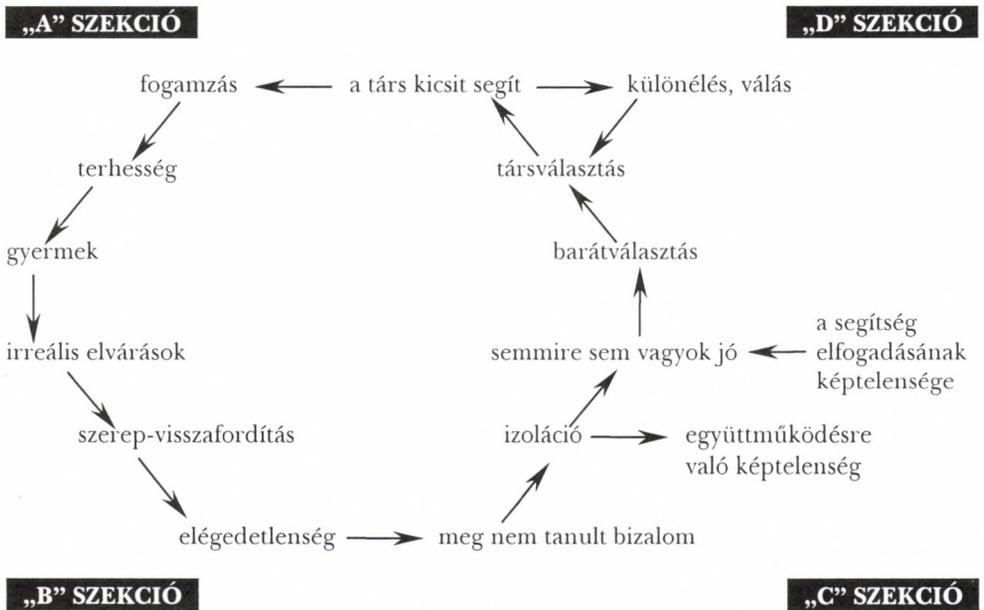 „A” SZEKCIÓ
„D” SZEKCIÓ
fogamzás
a társ kicsit segít
különélés, válás
terhesség
társválasztás
gyermek
barátválasztás
irreális elvárások
semmire sem vagyok jó
a segítség
elfogadásának
képtelensége
szerep-visszafordítás
izoláció
együttműködésre
való képtelenség
elégedetlenség
meg nem tanult bizalom
„B” SZEKCIÓ
„C” SZEKCIÓ